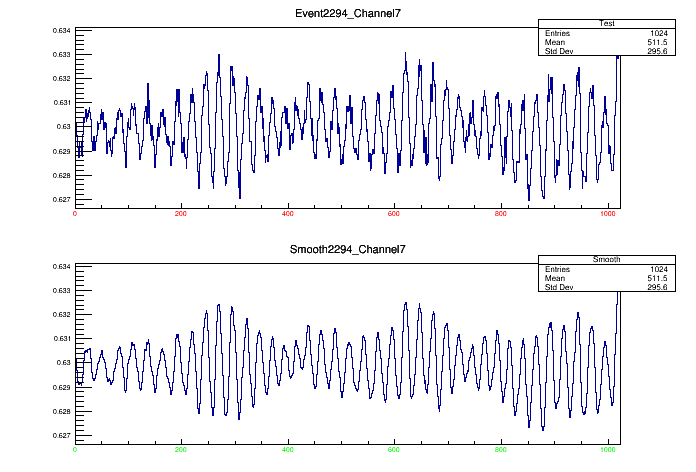 Event2294_Channel7
Test
Entries 1024
Mean 511.5
Std Dev 295.6
0.634
0.633
0.632
0.631
0.63
0.629
0.628
0.627
0 200 400 600 800 1000
Smooth2294_Channel7
Smooth
Entries 1024
Mean 511.5
Std Dev 295.6
0.634
0.633
0.632
0.631
0.63
0.629
0.628
0.627
0 200 400 600 800 1000